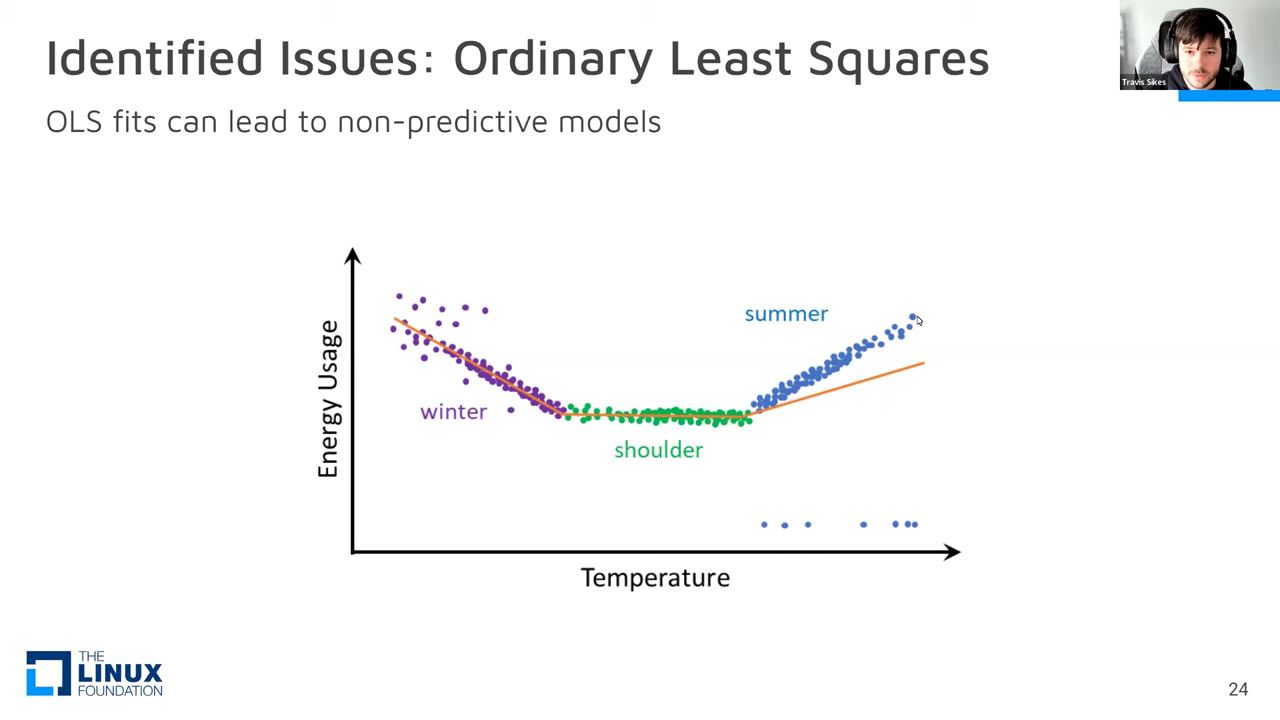 Identified Issues: Ordinary Least Squares
Travis Sikes
OLS fits can lead to non-predictive models
summer
Energy Usage
winter
shoulder
Temperature
THE
LINUX
FOUNDATION
24